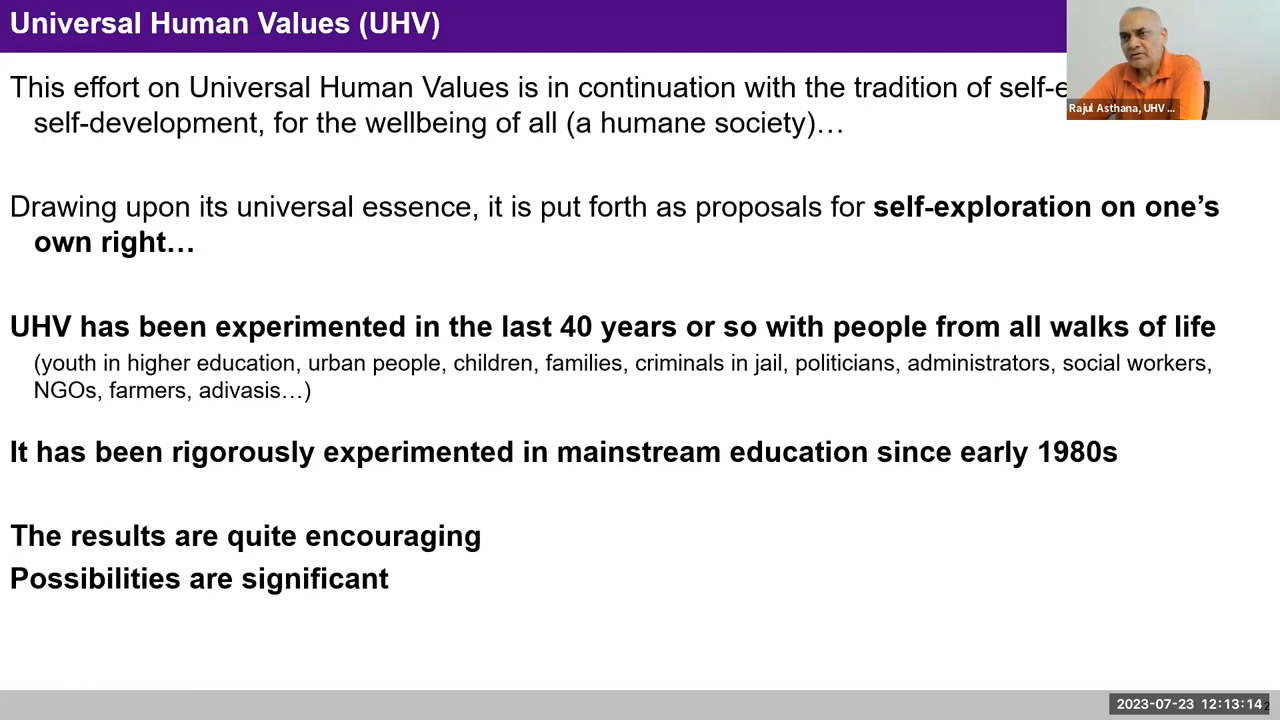 Universal Human Values (UHV)
This effort on Universal Human Values is in continuation with the tradition of self-e
self-development, for the wellbeing of all (a humane society)…
Rajul Asthana, UHV ...
Drawing upon its universal essence, it is put forth as proposals for self-exploration on one’s
own right…
UHV has been experimented in the last 40 years or so with people from all walks of life
(youth in higher education, urban people, children, families, criminals in jail, politicians, administrators, social workers,
NGOs, farmers, adivasis…)
It has been rigorously experimented in mainstream education since early 1980s
The results are quite encouraging
Possibilities are significant
2023-07-23 12:13:14
2